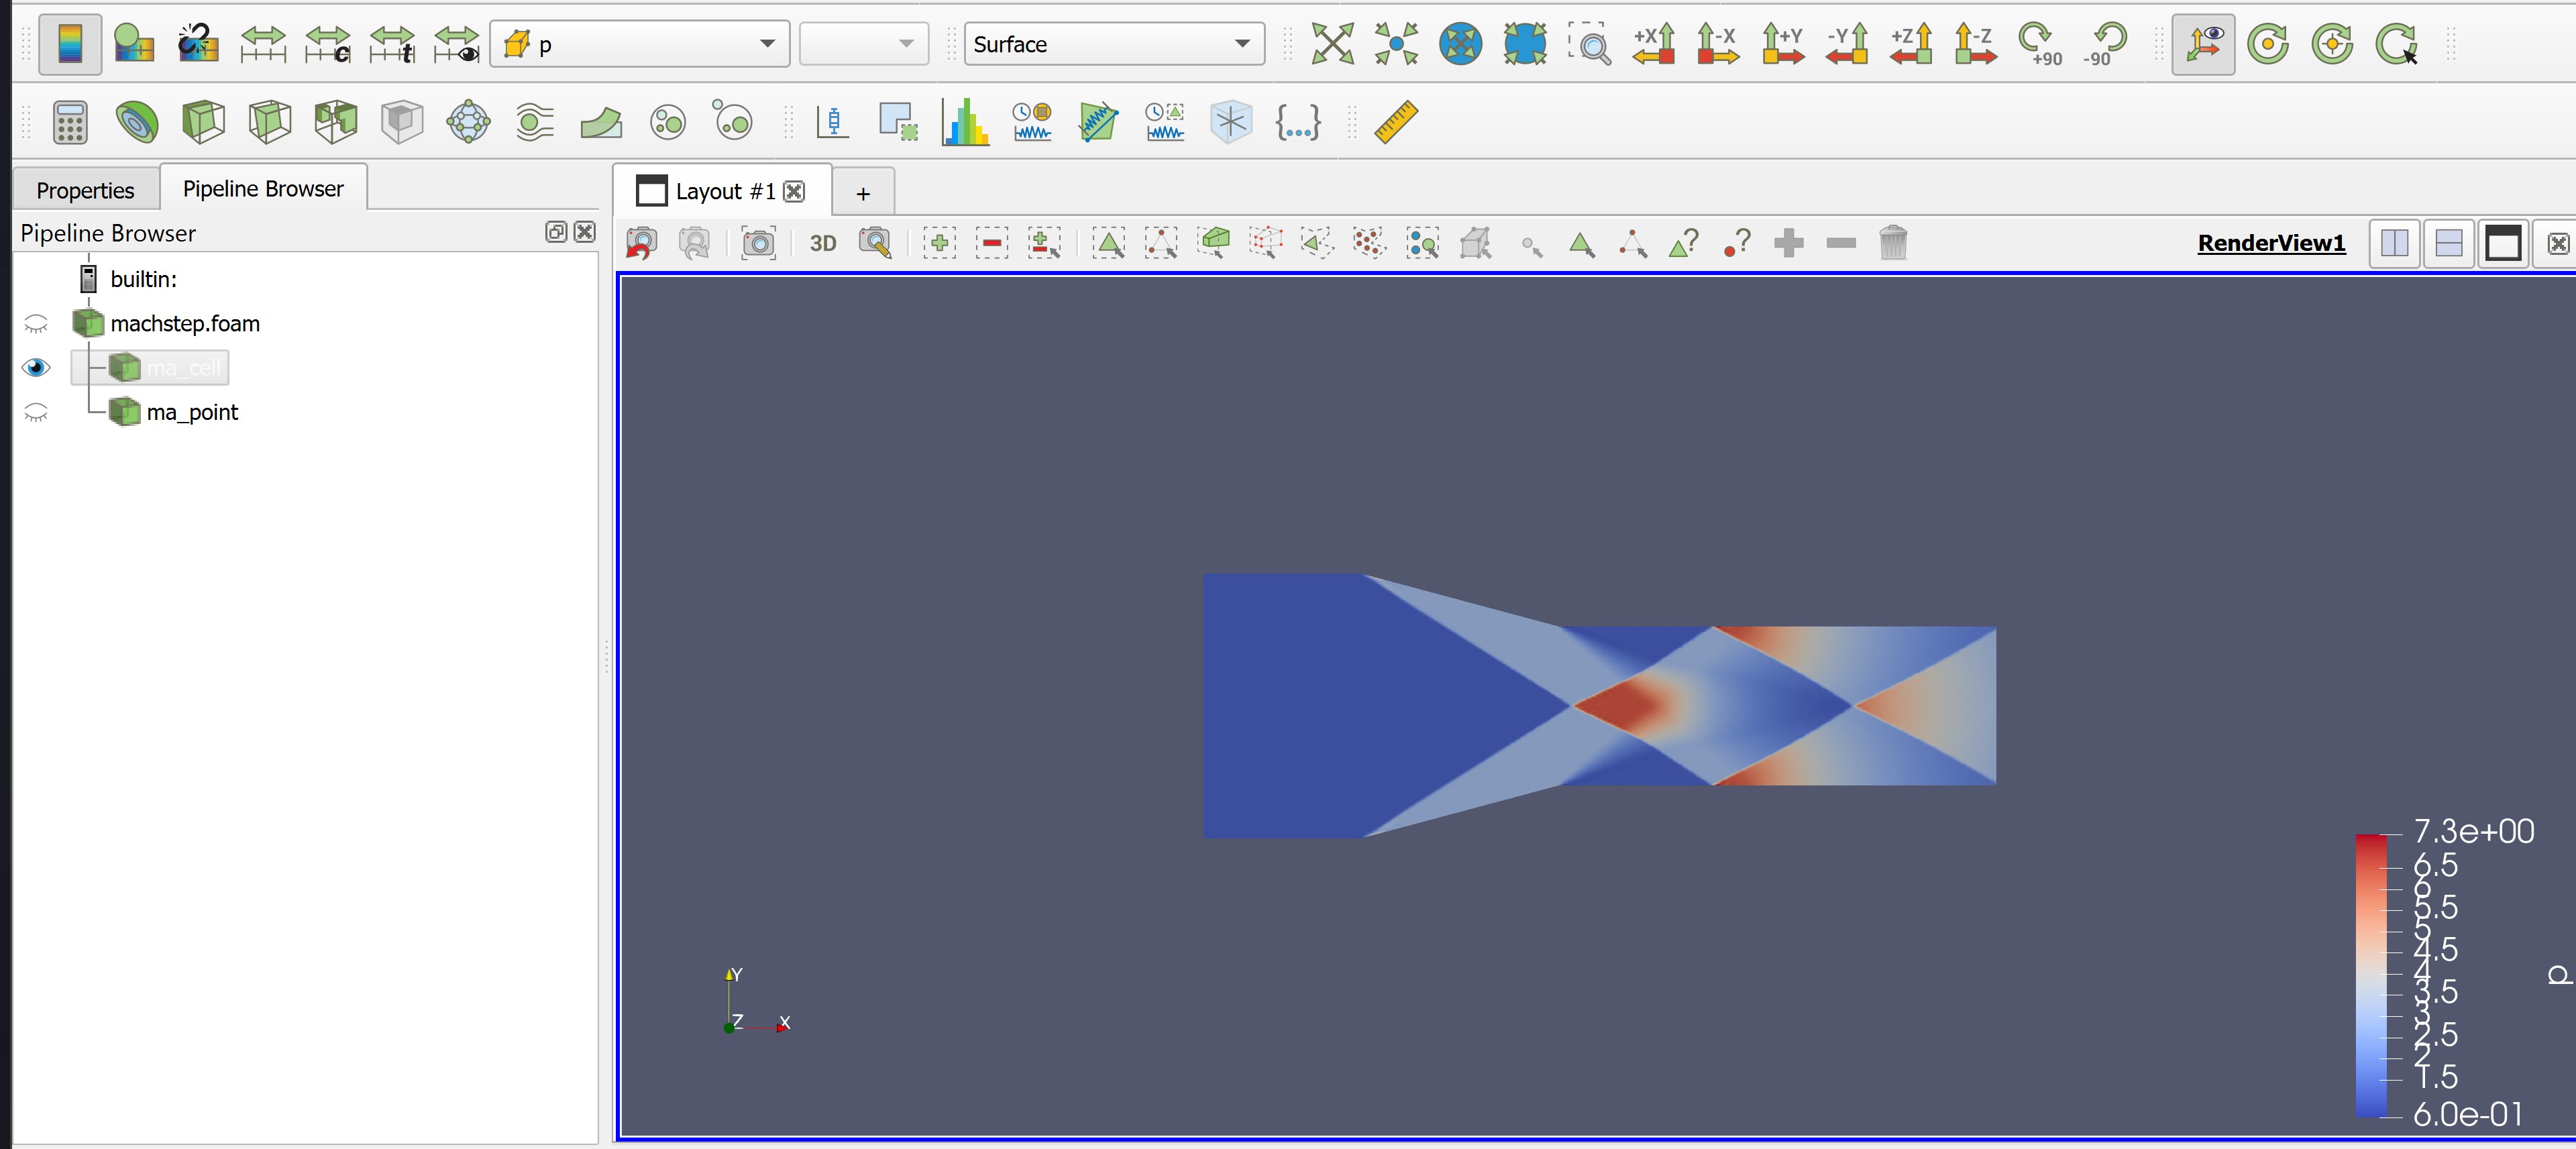 p
Surface
+X
-X
+Y
-Y
+Z
-Z
+90
-90
c
t
{...}
Properties
Pipeline Browser
Layout #1
+
Pipeline Browser
3D
?
?
RenderView1
builtin:
machstep.foam
ma_cell
ma_point
7.3e+00
6.5
6
5.5
5
4.5
4
3.5
3
2.5
2
1.5
6.0e-01
p
Y
Z
X